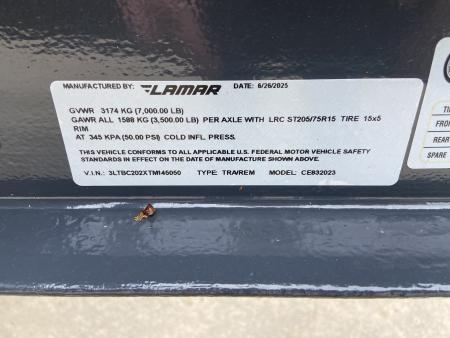 MANUFACTURED BY: LAMAR DATE: 6/26/2025
GVWR 3174 KG (7,000.00 LB)
GAWR ALL 1588 KG (3,500.00 LB) PER AXLE WITH LRC ST205/75R15 TIRE 15x5
RIM
AT 345 KPA (50.00 PSI) COLD INFL. PRESS.
THIS VEHICLE CONFORMS TO ALL APPLICABLE U.S. FEDERAL MOTOR VEHICLE SAFETY
STANDARDS IN EFFECT ON THE DATE OF MANUFACTURE SHOWN ABOVE.
V.I.N.: 3LTBC202XTM145050 TYPE: TRA/REM MODEL: CE832023
TI
FRON
REAR
SPARE